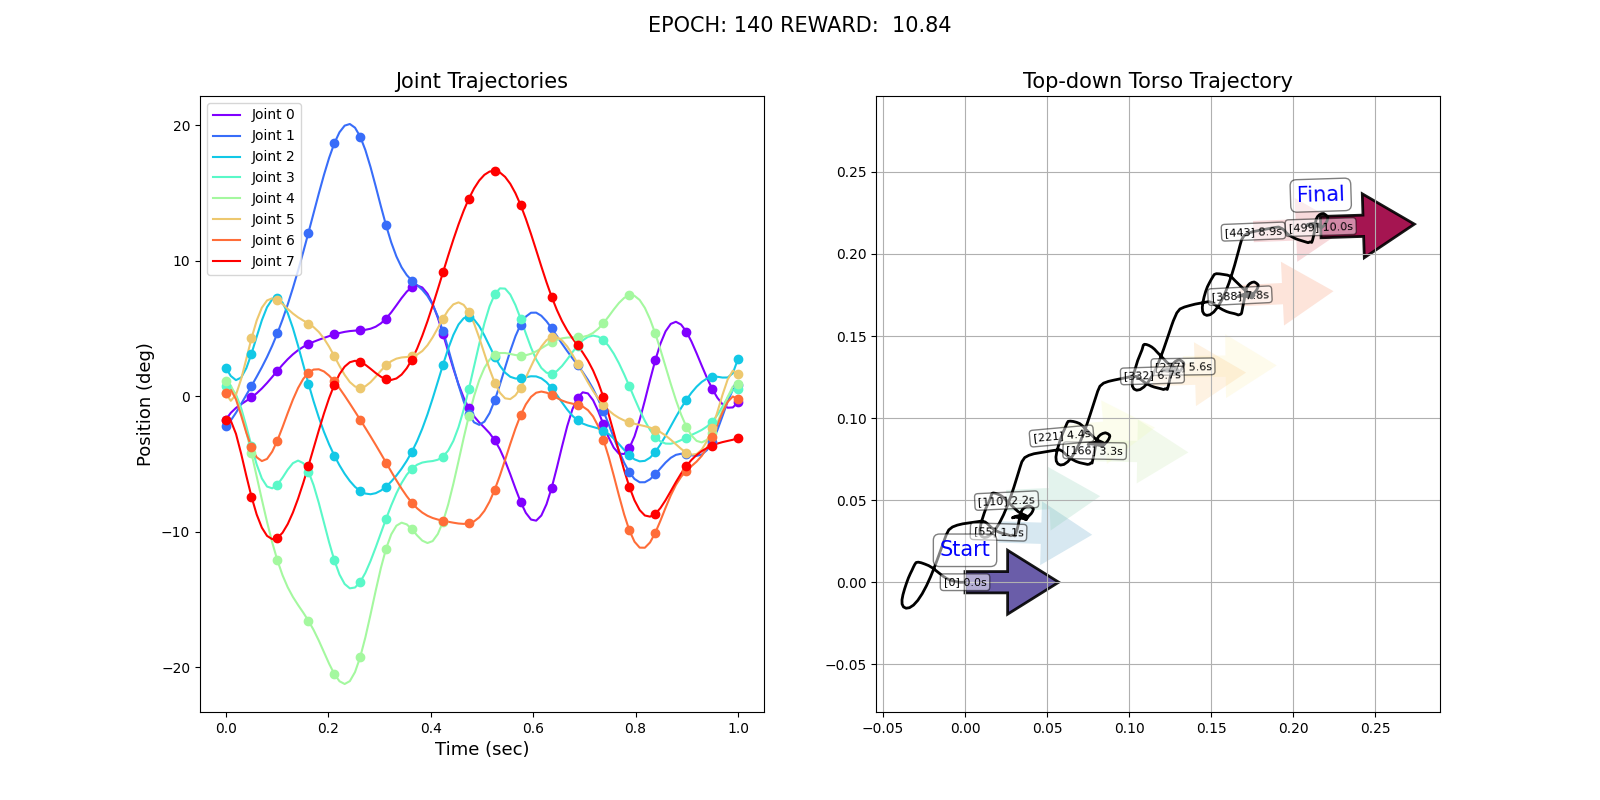 EPOCH: 140 REWARD:  10.84
Joint Trajectories
Joint 0
Joint 1
Joint 2
Joint 3
Joint 4
Joint 5
Joint 6
Joint 7
20
10
0
−10
−20
Position (deg)
0.0
0.2
0.4
0.6
0.8
1.0
Time (sec)
Top-down Torso Trajectory
0.25
0.20
0.15
0.10
0.05
0.00
−0.05
Final
[443] 8.9s
[499] 10.0s
[388] 7.8s
[277] 5.6s
[332] 6.7s
[221] 4.4s
[166] 3.3s
[110] 2.2s
[55] 1.1s
Start
[0] 0.0s
−0.05
0.00
0.05
0.10
0.15
0.20
0.25